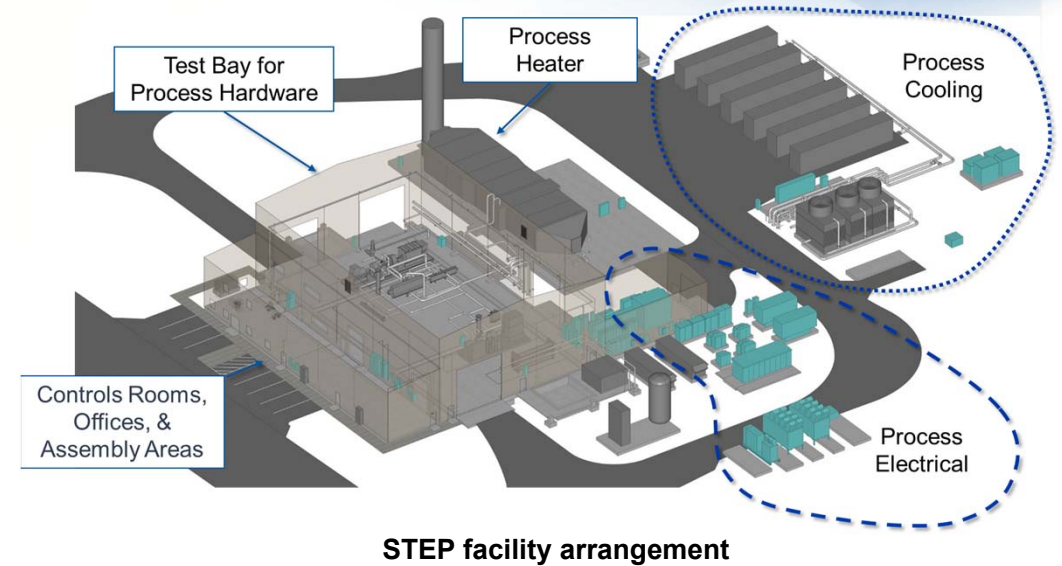 Process
Heater
Test Bay for
Process Hardware
Process
Cooling
Controls Rooms,
Offices, &
Assembly Areas
Process
Electrical
STEP facility arrangement